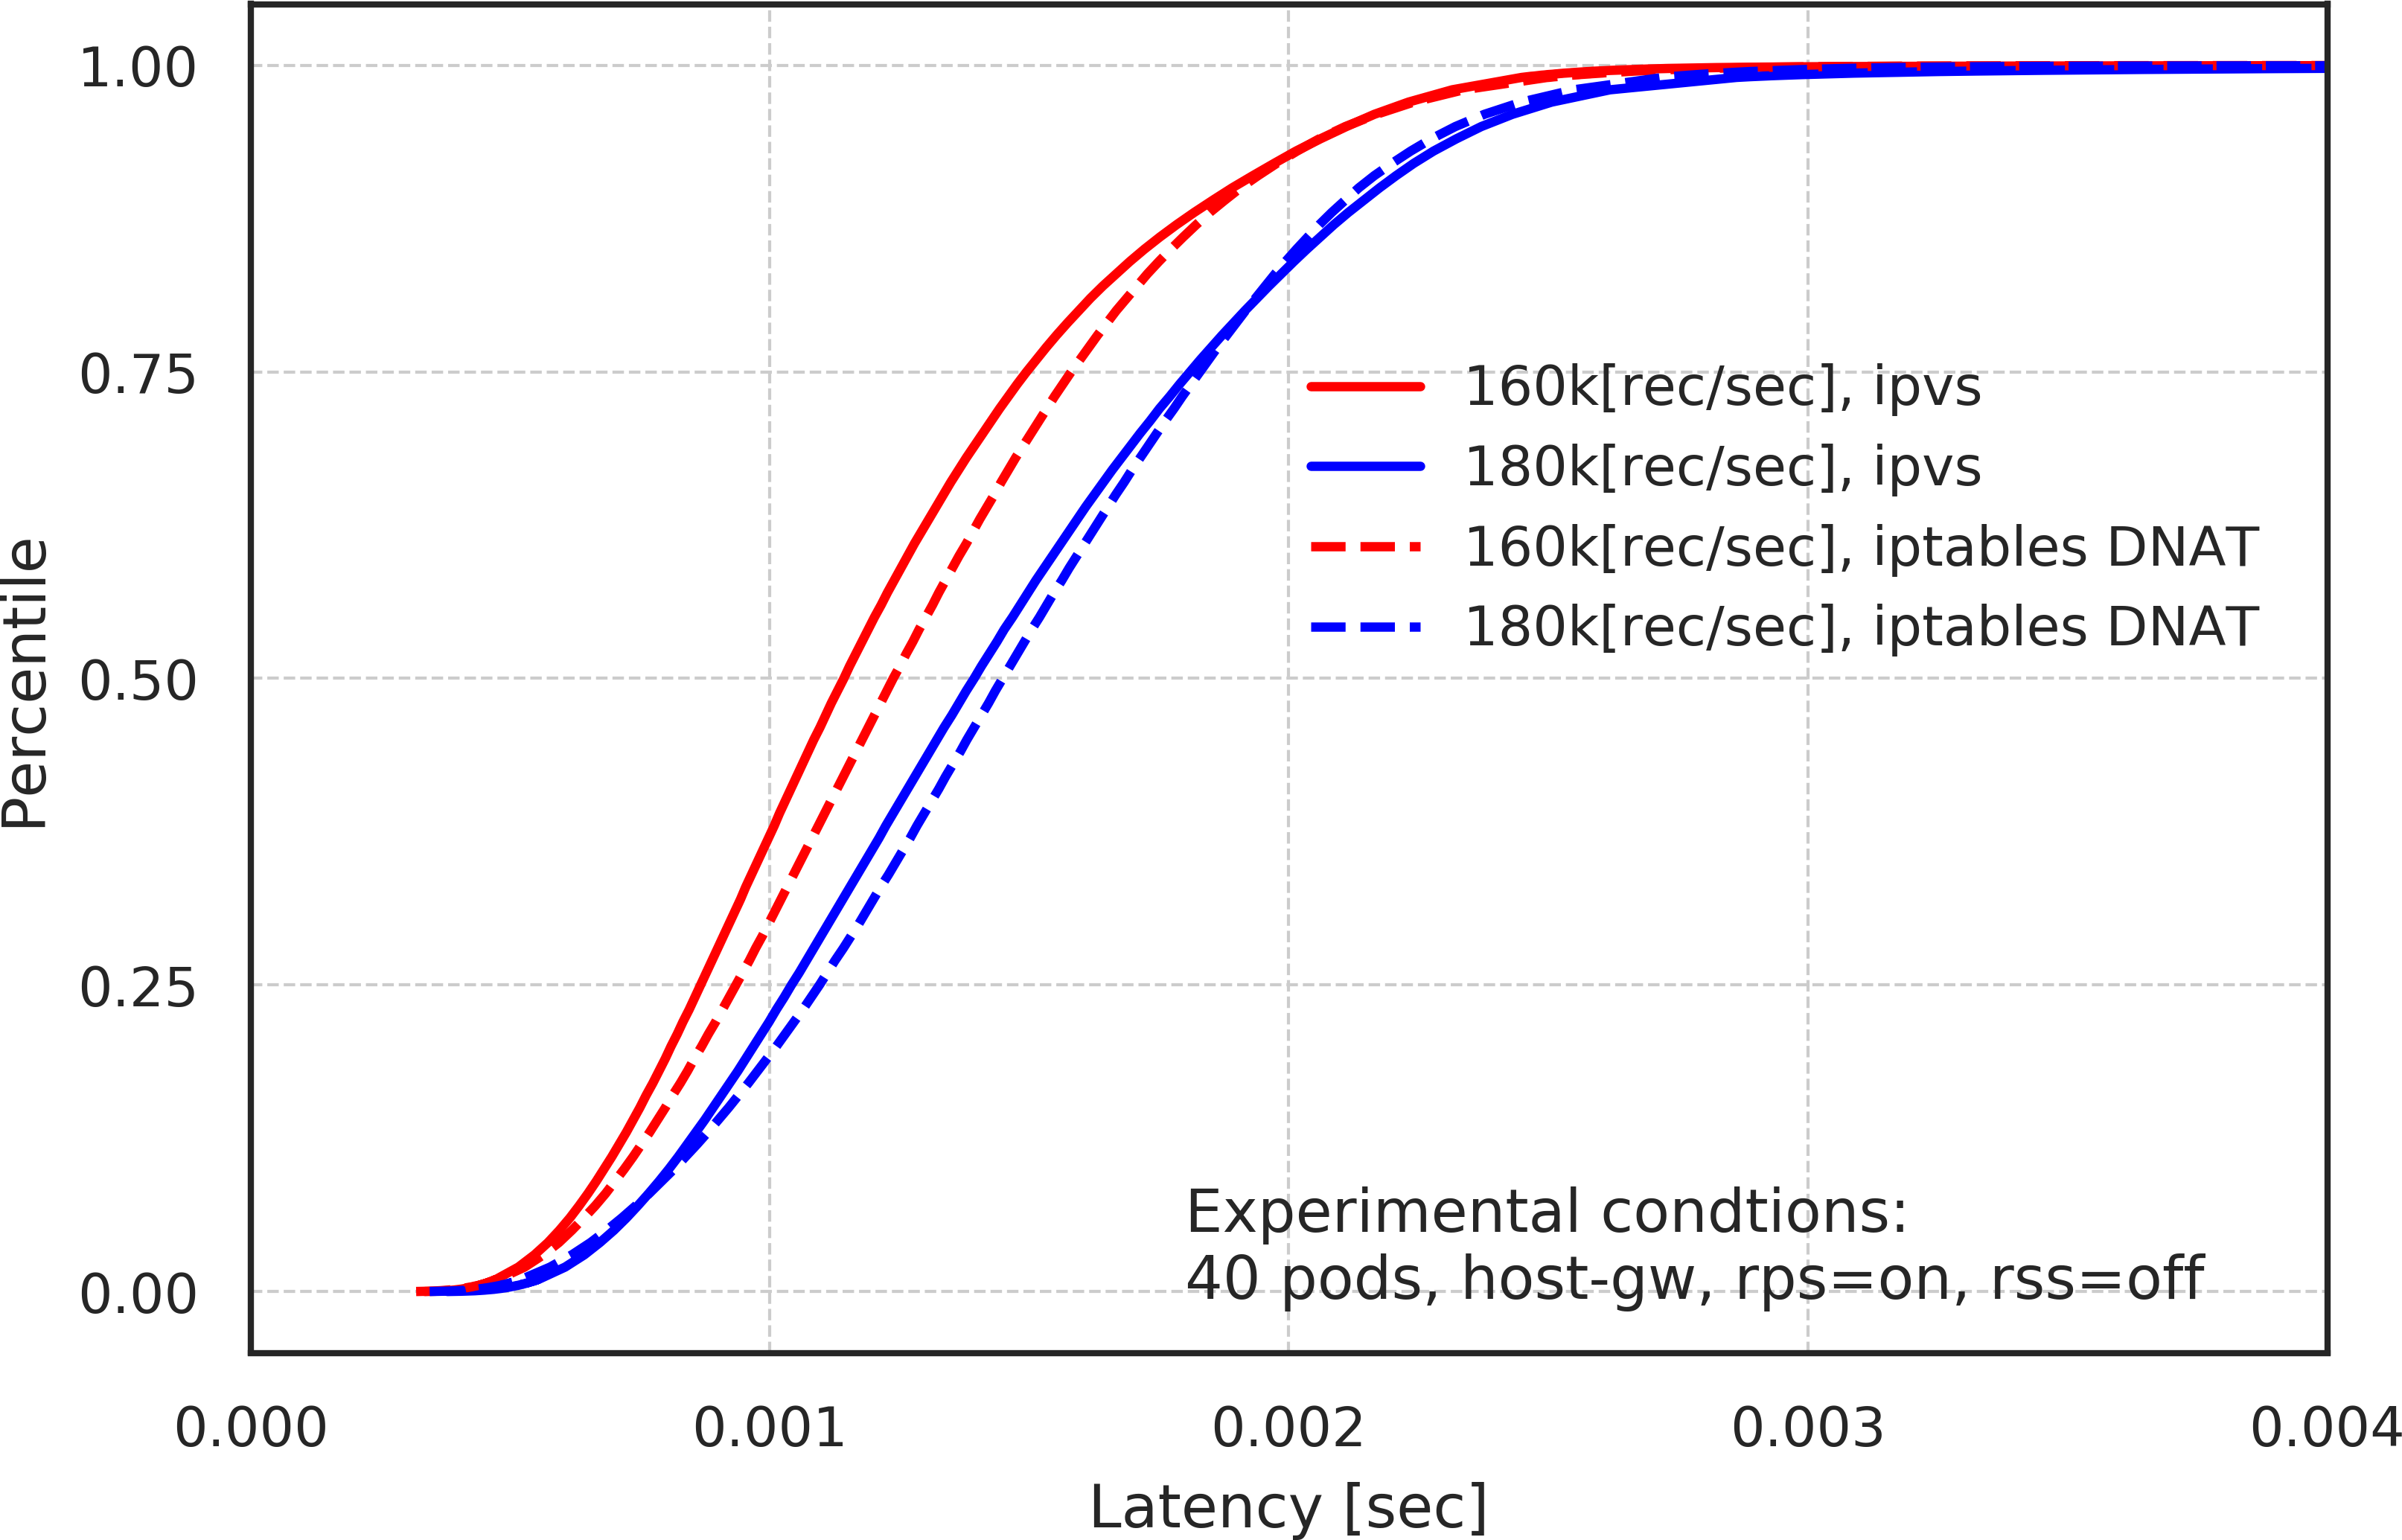 1.00
0.75
0.50
0.25
0.00
Percentile
160k[rec/sec], ipvs
180k[rec/sec], ipvs
160k[rec/sec], iptables DNAT
180k[rec/sec], iptables DNAT
Experimental condtions:
40 pods, host-gw, rps=on, rss=off
0.000 0.001 0.002 0.003 0.004
Latency [sec]